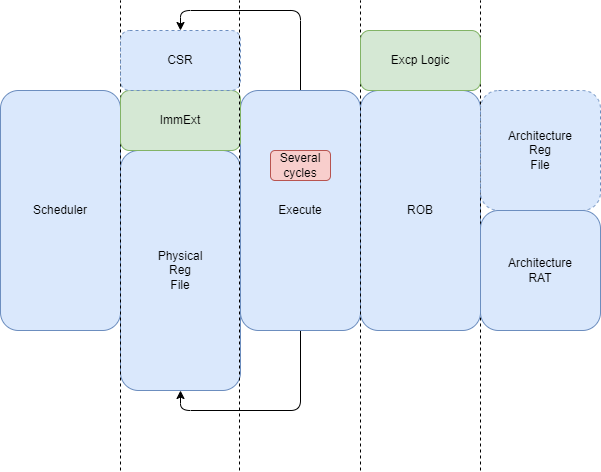 CSR
Excp Logic
ImmExt
Scheduler
Physical
Reg
File
Several
cycles
Execute
ROB
Architecture
Reg
File
Architecture
RAT